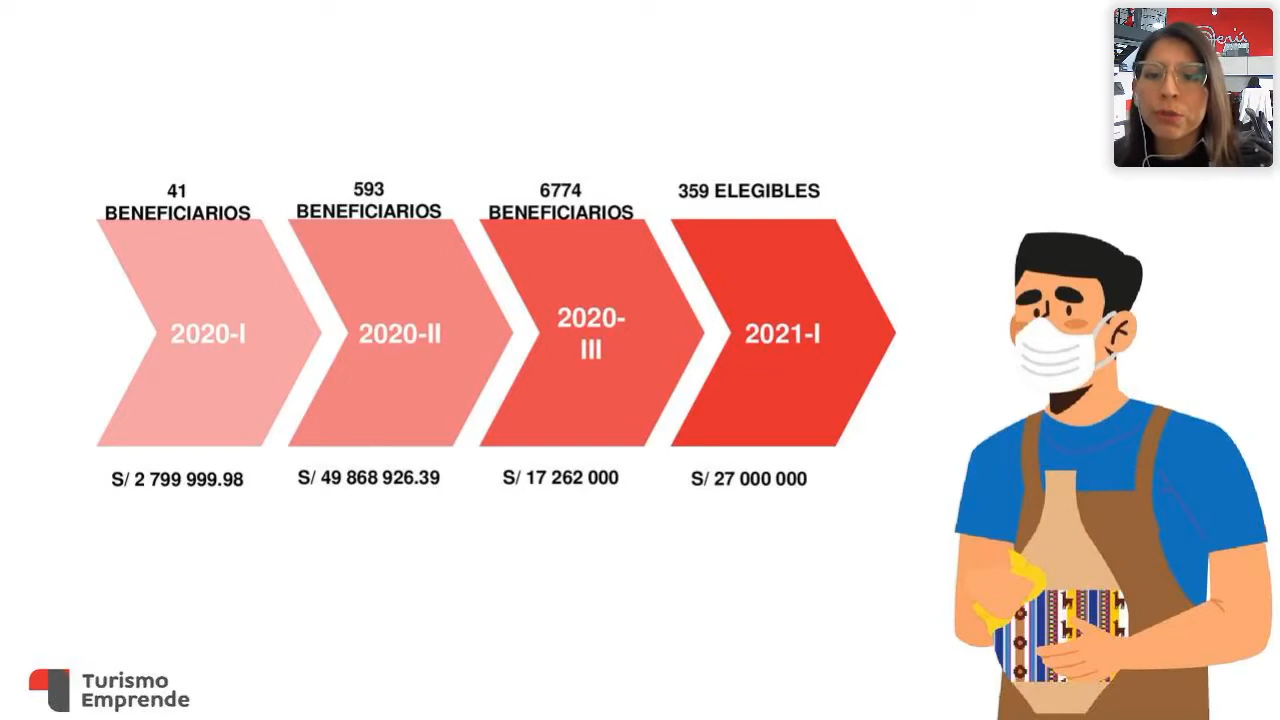 Perú
41
BENEFICIARIOS
593
BENEFICIARIOS
6774
BENEFICIARIOS
359 ELEGIBLES
2020-I
2020-II
2020-
III
2021-I
S/ 2 799 999.98
S/ 49 868 926.39
S/ 17 262 000
S/ 27 000 000
Turismo
Emprende